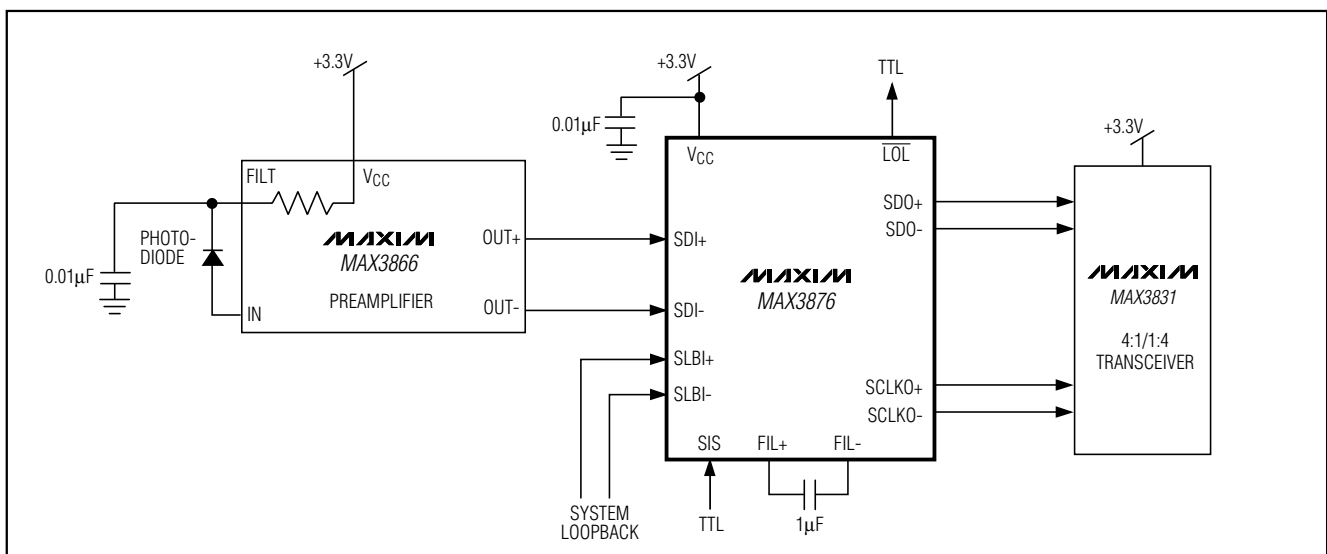 +3.3V
FILT
VCC
PHOTO-
DIODE
0.01µF
IN
MAXIM
MAX3866
PREAMPLIFIER
OUT+
OUT-
+3.3V
0.01µF
TTL
VCC
LOL
SDI+
SDI-
SLBI+
SLBI-
MAXIM
MAX3876
SDO+
SDO-
SCLKO+
SCLKO-
SIS
FIL+
FIL-
SYSTEM
LOOPBACK
TTL
1µF
+3.3V
MAXIM
MAX3831
4:1/1:4
TRANSCEIVER